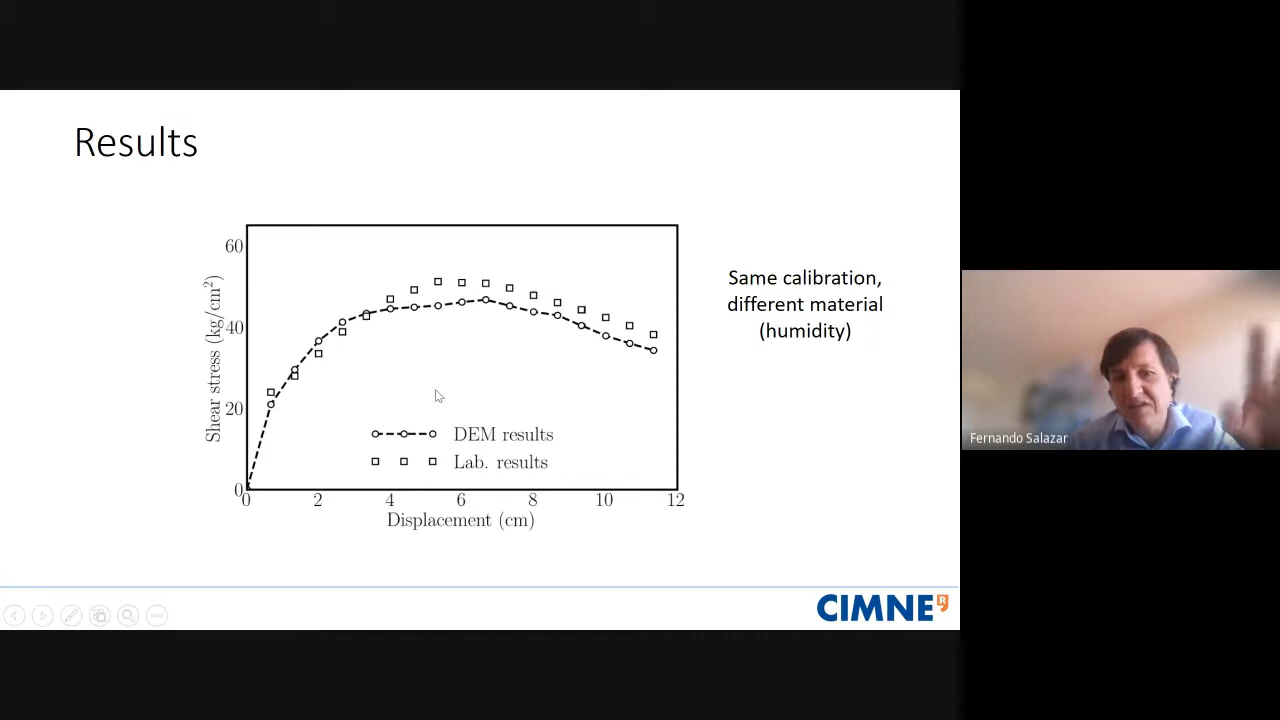 Results
60
40
20
0
Shear stress (kg/cm²)
0 2 4 6 8 10 12
Displacement (cm)
DEM results
Lab. results
Same calibration,
different material
(humidity)
Fernando Salazar
CIMNE R